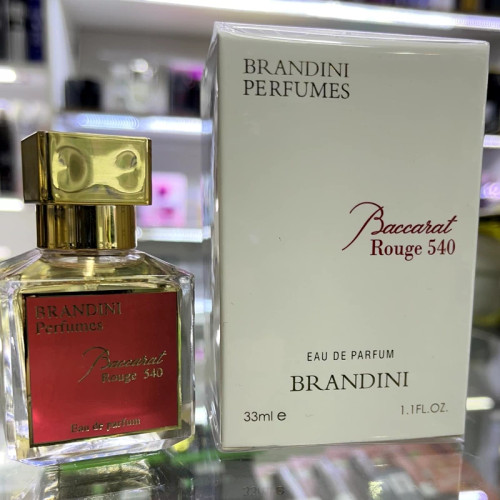 BRANDINI
PERFUMES
Baccarat
Rouge 540
EAU DE PARFUM
BRANDINI
33ml e
1.1FL.OZ.
BRANDINI
Perfumes
Baccarat
Rouge 540
Eau de parfum